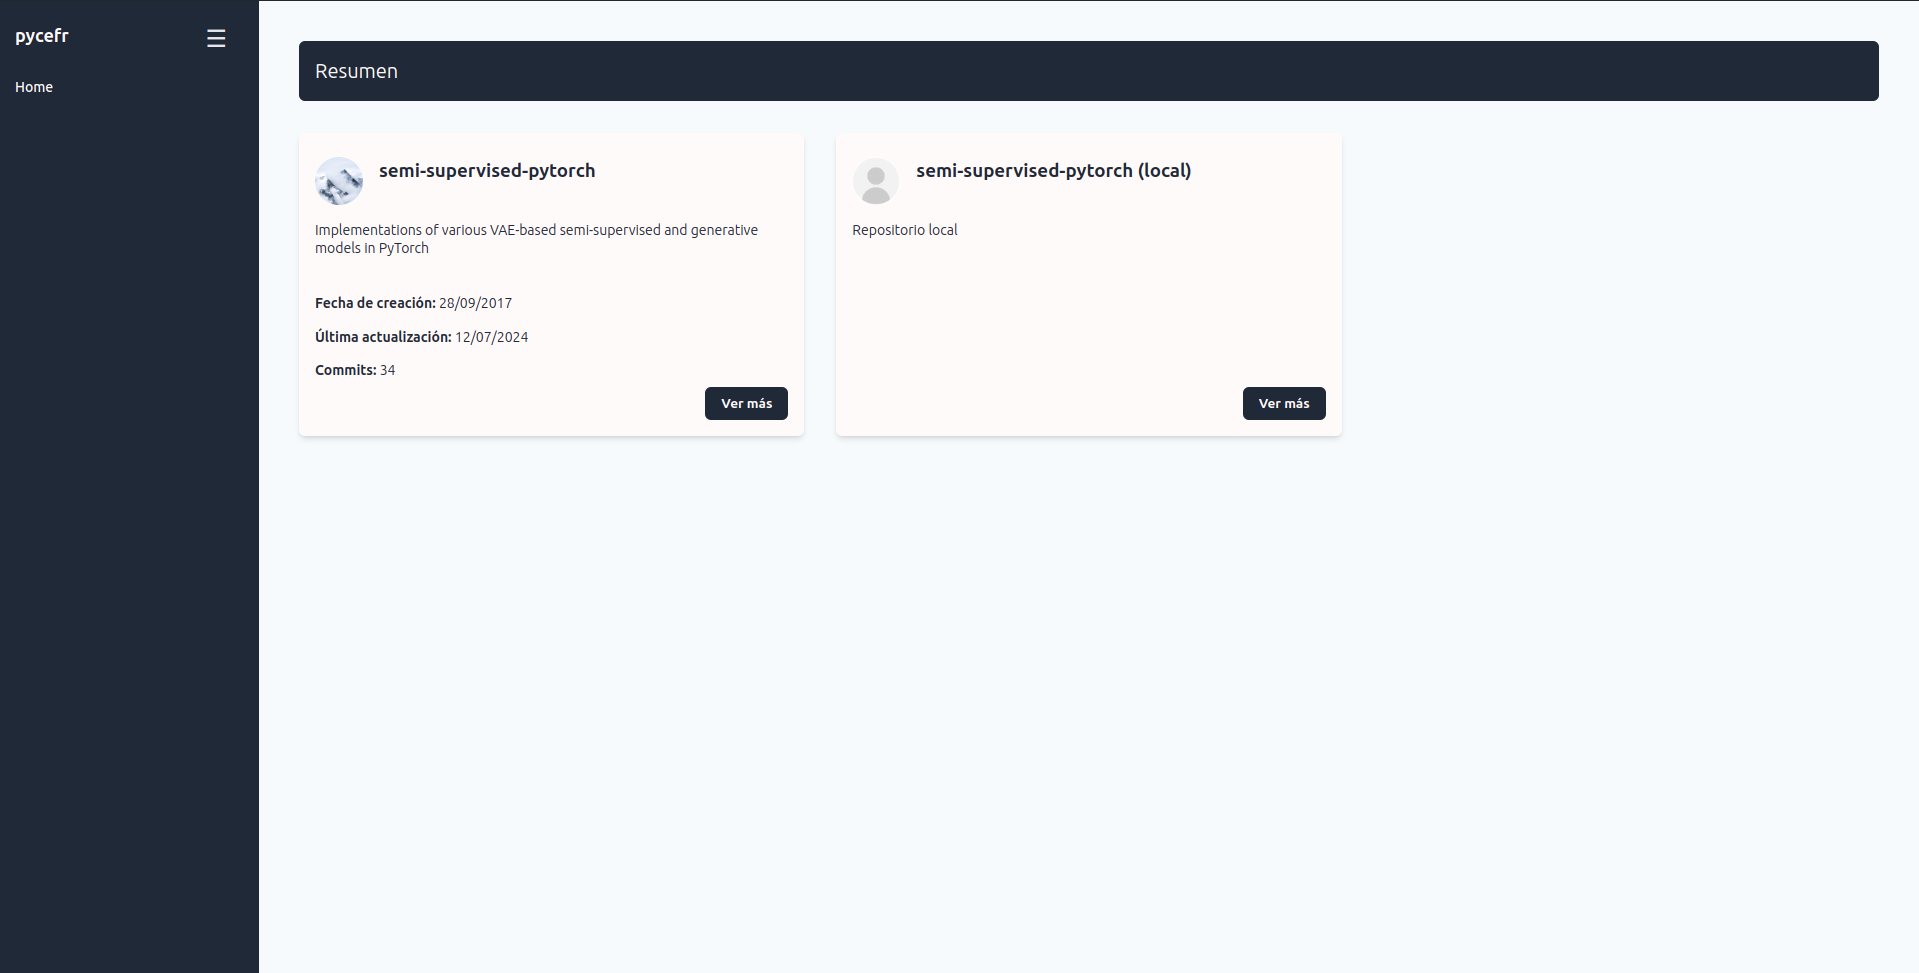 pycefr
Home
Resumen
semi-supervised-pytorch
Implementations of various VAE-based semi-supervised and generative
models in PyTorch
Fecha de creación: 28/09/2017
Última actualización: 12/07/2024
Commits: 34
Ver más
semi-supervised-pytorch (local)
Repositorio local
Ver más